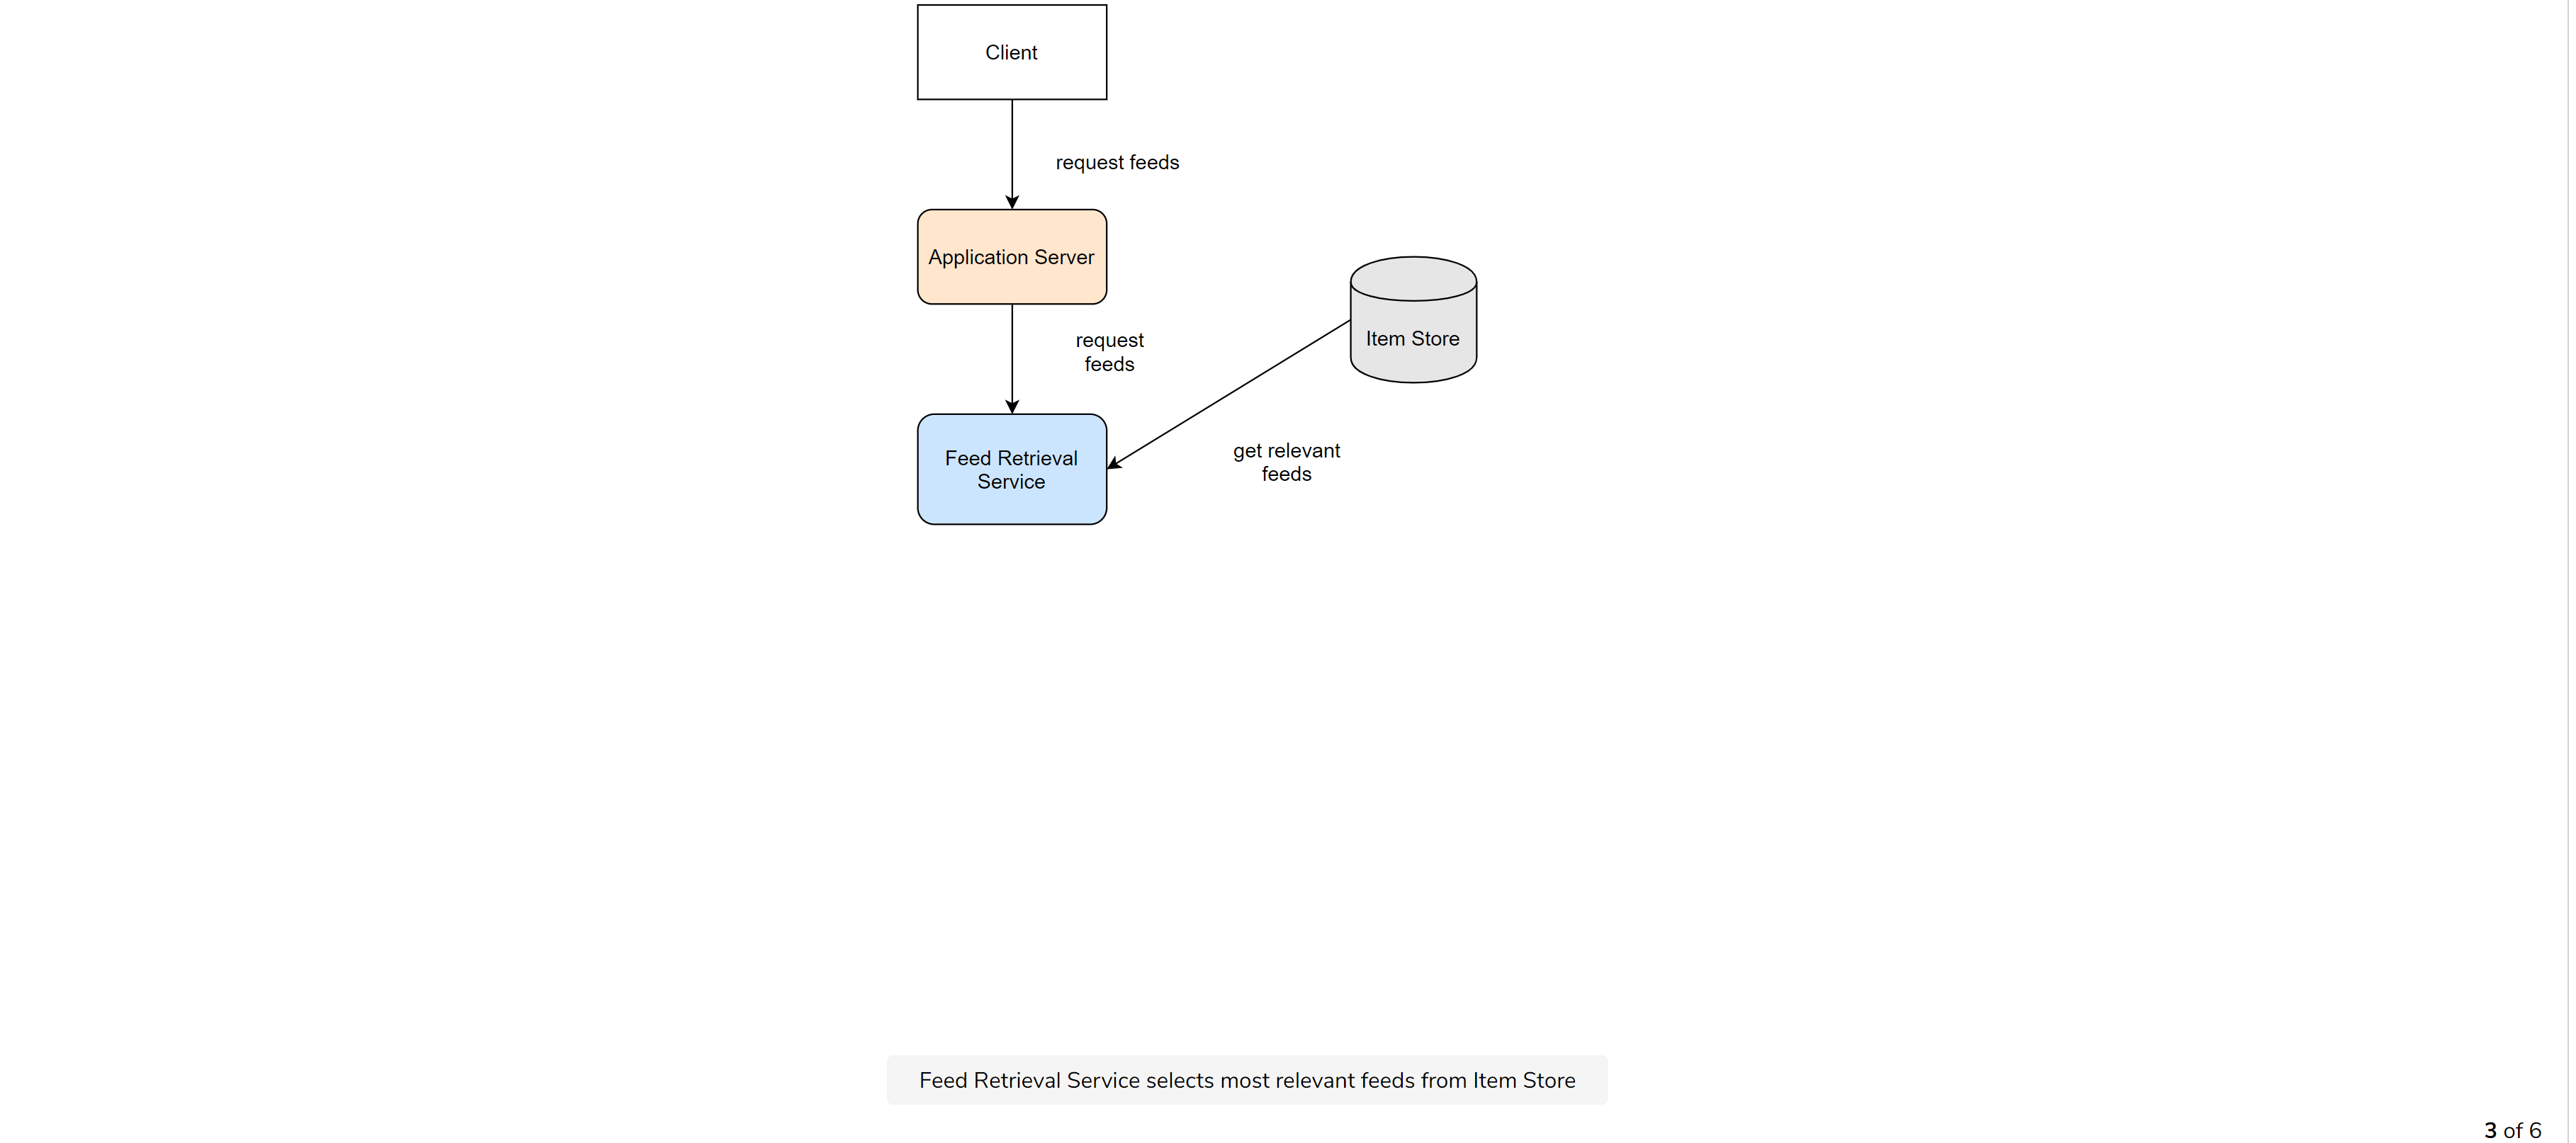 Client
request feeds
Application Server
request
feeds
Item Store
get relevant
feeds
Feed Retrieval
Service
Feed Retrieval Service selects most relevant feeds from Item Store
3 of 6